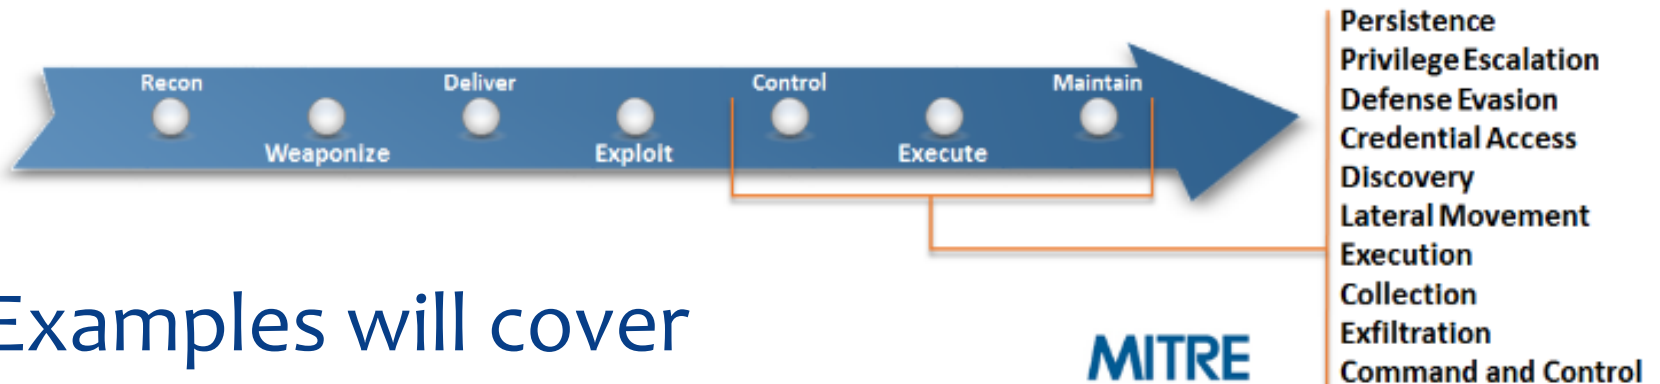 Recon
Weaponize
Deliver
Exploit
Control
Execute
Maintain
Persistence
Privilege Escalation
Defense Evasion
Credential Access
Discovery
Lateral Movement
Execution
Collection
Exfiltration
Command and Control
Examples will cover
MITRE